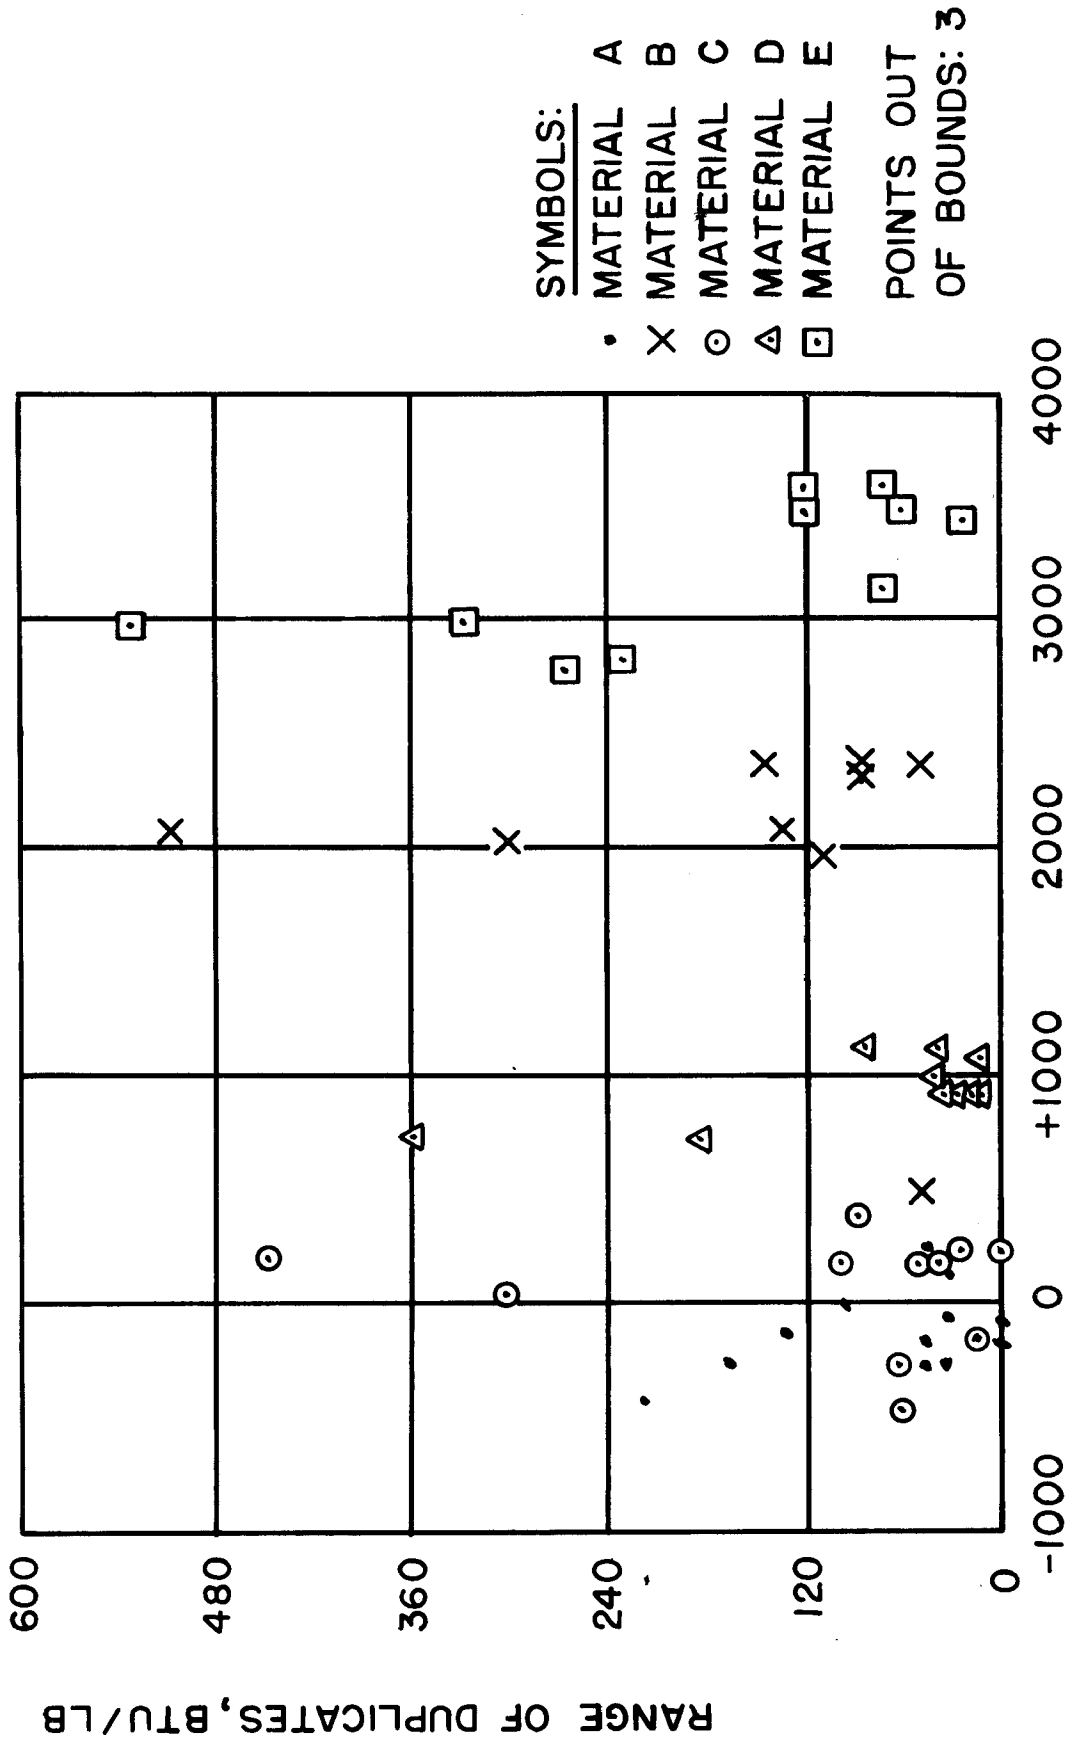 RANGE OF DUPLICATES, BTU/LB
600
480
360
240
120
0
-1000
0
+1000
2000
3000
4000
SYMBOLS:
MATERIAL A
MATERIAL B
MATERIAL C
MATERIAL D
MATERIAL E
POINTS OUT
OF BOUNDS: 3